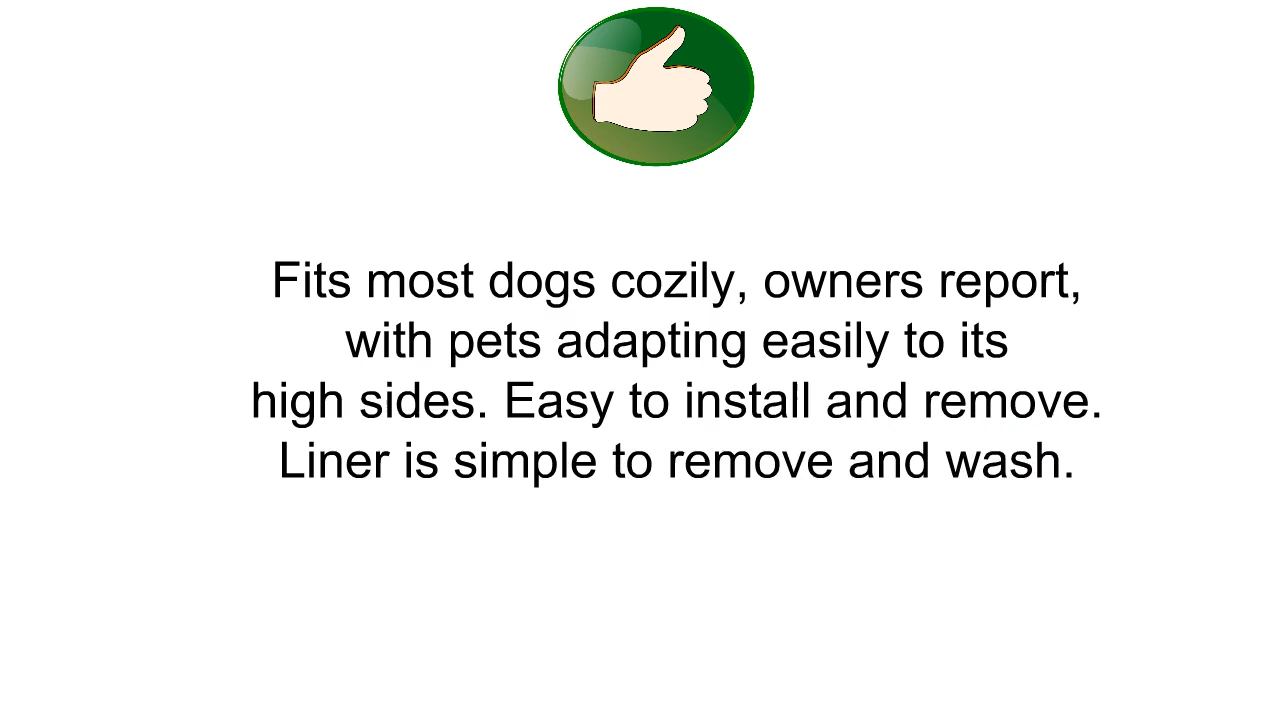 Fits most dogs cozily, owners report,
with pets adapting easily to its
high sides. Easy to install and remove.
Liner is simple to remove and wash.